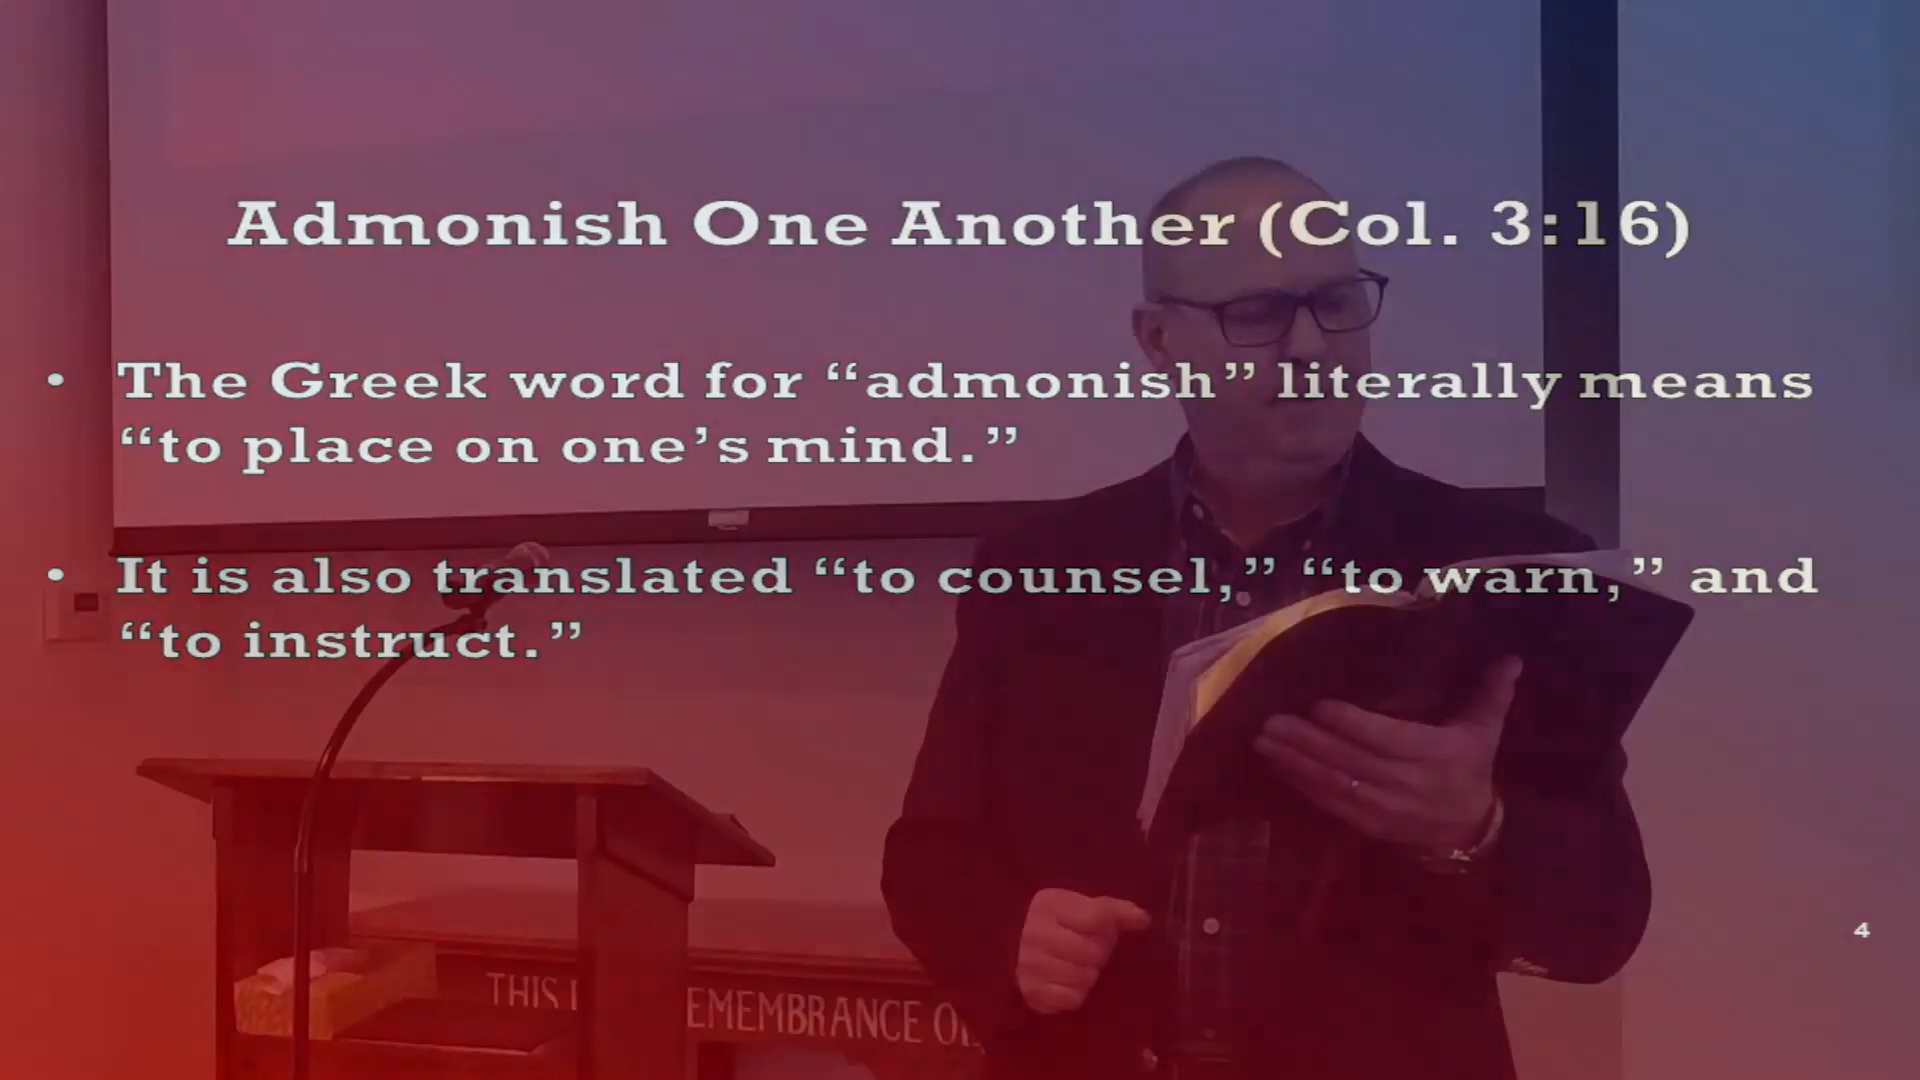 Admonish One Another (Col. 3:16)
• The Greek word for “admonish” literally means
“to place on one’s mind.”
• It is also translated “to counsel,” “to warn,” and
“to instruct.”
4
THIS EMEMBRANCE O